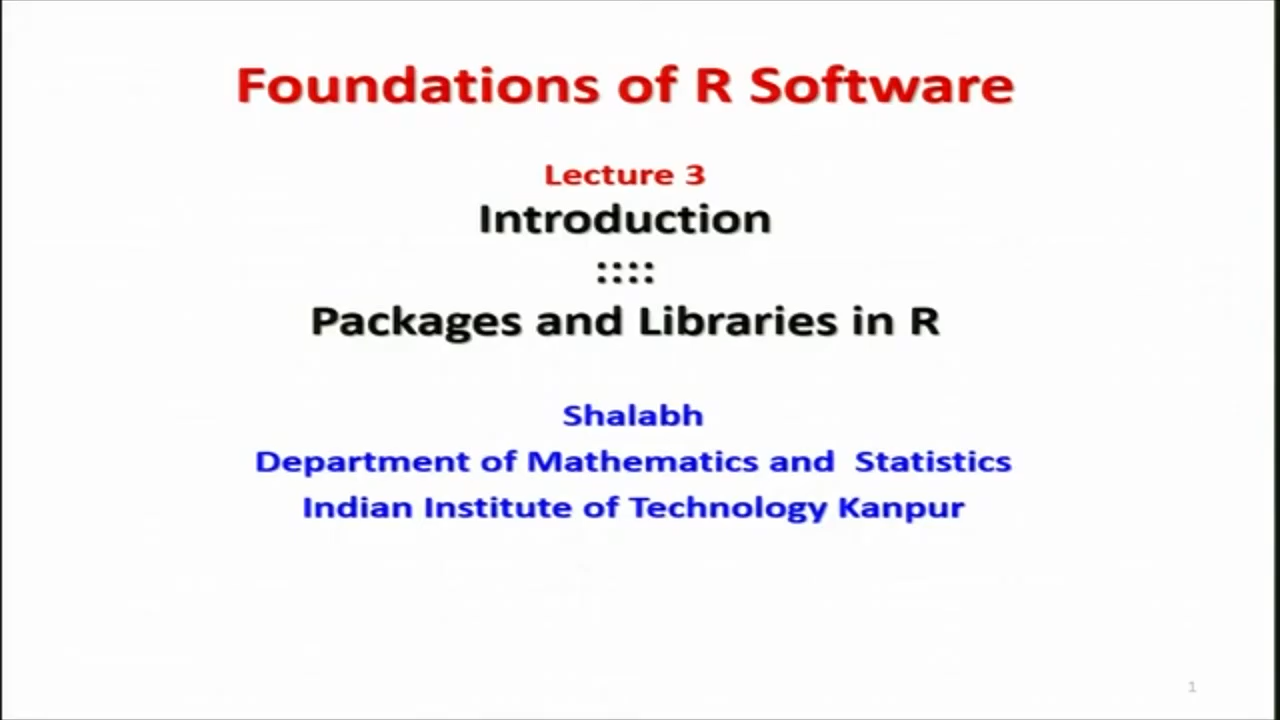 Foundations of R Software
Lecture 3
Introduction
::::
Packages and Libraries in R
Shalabh
Department of Mathematics and Statistics
Indian Institute of Technology Kanpur
1